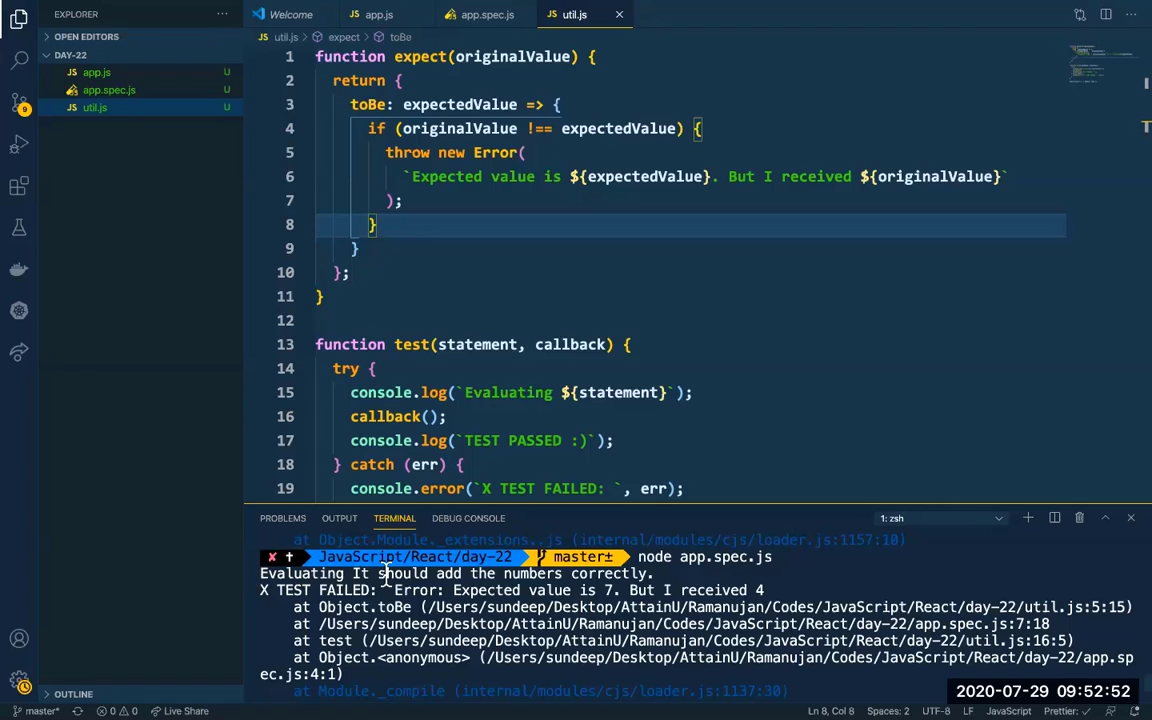 EXPLORER
Welcome
JS app.js
app.spec.js
JS util.js
OPEN EDITORS
DAY-22
JS app.js U
app.spec.js U
JS util.js U
JS util.js > expect > toBe
1 function expect(originalValue) {
2 return {
3 toBe: expectedValue => {
4 if (originalValue !== expectedValue) {
5 throw new Error(
6 `Expected value is ${expectedValue}. But I received ${originalValue}`
7 );
8 }
9 }
10 };
11 }
12
13 function test(statement, callback) {
14 try {
15 console.log(`Evaluating ${statement}`);
16 callback();
17 console.log(`TEST PASSED :)`);
18 } catch (err) {
19 console.error(`X TEST FAILED: `, err);
9
PROBLEMS OUTPUT TERMINAL DEBUG CONSOLE 1: zsh
at Object.Module._extensions..js (internal/modules/cjs/loader.js:1157:10)
JavaScript/React/day-22 master± node app.spec.js
Evaluating It should add the numbers correctly.
X TEST FAILED: Error: Expected value is 7. But I received 4
at Object.toBe (/Users/sundeep/Desktop/AttainU/Ramanujan/Codes/JavaScript/React/day-22/util.js:5:15)
at /Users/sundeep/Desktop/AttainU/Ramanujan/Codes/JavaScript/React/day-22/app.spec.js:7:18
at test (/Users/sundeep/Desktop/AttainU/Ramanujan/Codes/JavaScript/React/day-22/util.js:16:5)
at Object.<anonymous> (/Users/sundeep/Desktop/AttainU/Ramanujan/Codes/JavaScript/React/day-22/app.sp
ec.js:4:1)
at Module._compile (internal/modules/cjs/loader.js:1137:30)
OUTLINE
2020-07-29 09:52:52
master* 0 0 Live Share Ln 8, Col 8 Spaces: 2 UTF-8 LF JavaScript Prettier: ✓